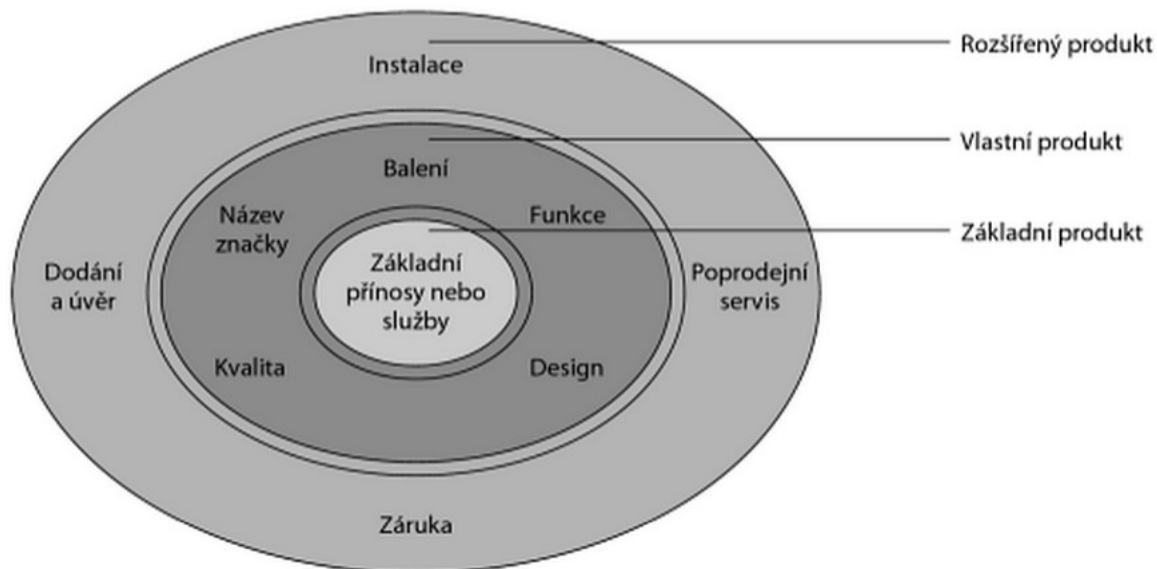 Rozšířený produkt
Instalace
Vlastní produkt
Balení
Název
značky
Funkce
Základní produkt
Základní
přínosy nebo
služby
Dodání
a úvěr
Poprodejní
servis
Kvalita
Design
Záruka